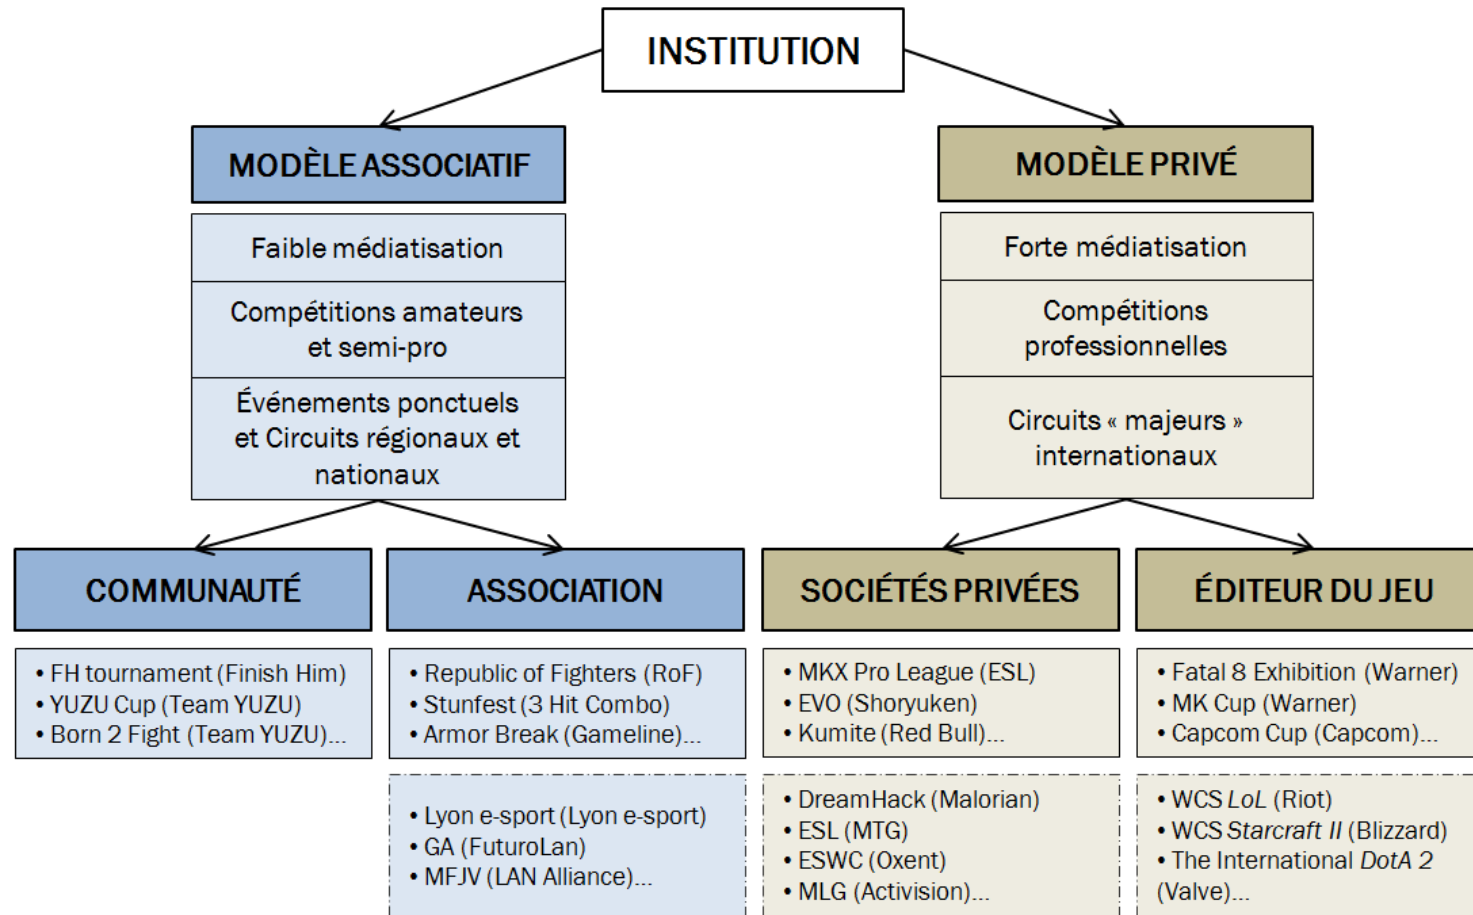 INSTITUTION
MODÈLE ASSOCIATIF
Faible médiatisation
Compétitions amateurs
et semi-pro
Événements ponctuels
et Circuits régionaux et
nationaux
MODÈLE PRIVÉ
Forte médiatisation
Compétitions
professionnelles
Circuits « majeurs »
internationaux
COMMUNAUTÉ
• FH tournament (Finish Him)
• YUZU Cup (Team YUZU)
• Born 2 Fight (Team YUZU)...
ASSOCIATION
• Republic of Fighters (RoF)
• Stunfest (3 Hit Combo)
• Armor Break (Gameline)...
• Lyon e-sport (Lyon e-sport)
• GA (FuturoLan)
• MFJV (LAN Alliance)...
SOCIÉTÉS PRIVÉES
• MKX Pro League (ESL)
• EVO (Shoryuken)
• Kumite (Red Bull)...
• DreamHack (Malorian)
• ESL (MTG)
• ESWC (Oxent)
• MLG (Activision)...
ÉDITEUR DU JEU
• Fatal 8 Exhibition (Warner)
• MK Cup (Warner)
• Capcom Cup (Capcom)...
• WCS LoL (Riot)
• WCS Starcraft II (Blizzard)
• The International DotA 2
(Valve)...